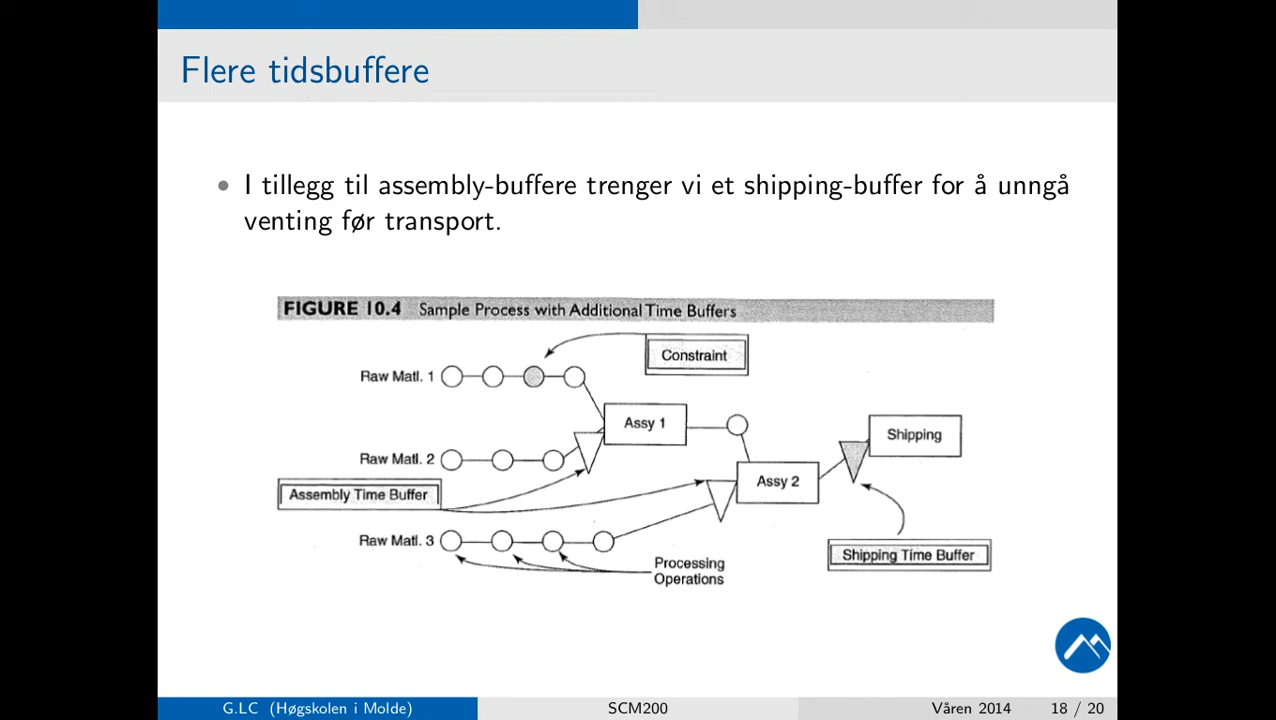 Flere tidsbuffere
I tillegg til assembly-buffere trenger vi et shipping-buffer for å unngå
venting før transport.
FIGURE 10.4 Sample Process with Additional Time Buffers
Constraint
Raw Matl. 1
Assy 1
Shipping
Raw Matl. 2
Assy 2
Assembly Time Buffer
Raw Matl. 3
Shipping Time Buffer
Processing
Operations
G.LC (Høgskolen i Molde)
SCM200
Våren 2014
18 / 20